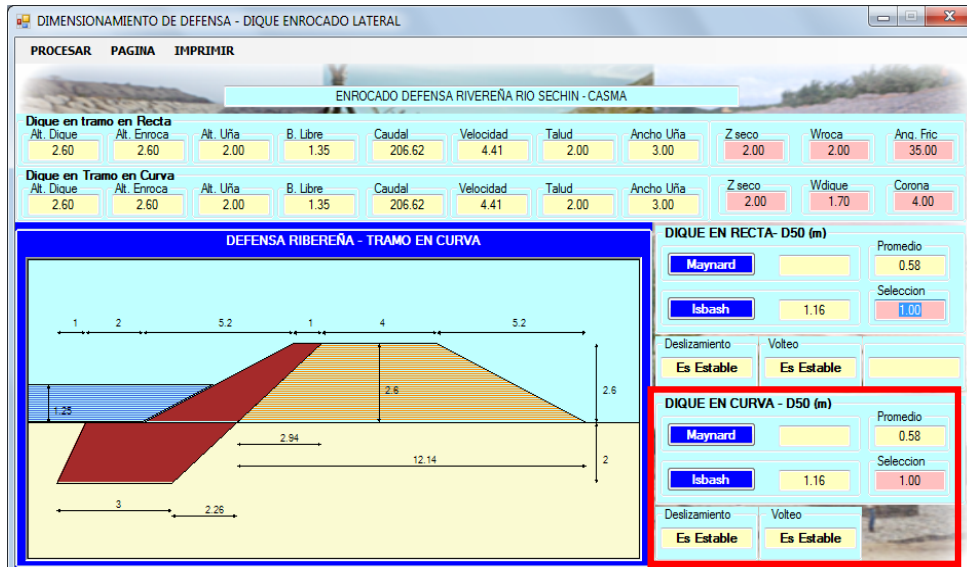 DIMENSIONAMIENTO DE DEFENSA - DIQUE ENROCADO LATERAL
PROCESAR PAGINA IMPRIMIR
ENROCADO DEFENSA RIVEREÑA RIO SECHIN - CASMA
Dique en tramo en Recta
Alt. Dique Alt. Enroca Alt. Uña B. Libre Caudal Velocidad Talud Ancho Uña Z seco Wroca Ang. Fric
2.60 2.60 2.00 1.35 206.62 4.41 2.00 3.00 2.00 2.00 35.00
Dique en Tramo en Curva
Alt. Dique Alt. Enroca Alt. Uña B. Libre Caudal Velocidad Talud Ancho Uña Z seco Wdique Corona
2.60 2.60 2.00 1.35 206.62 4.41 2.00 3.00 2.00 1.70 4.00
DEFENSA RIBEREÑA - TRAMO EN CURVA
1 2 5.2 1 4 5.2
2.6 2.6
1.25
2.94
12.14 2
3 2.26
DIQUE EN RECTA- D50 (m)
Promedio
Maynard 0.58
Seleccion
Isbash 1.16 1.00
Deslizamiento Volteo
Es Estable Es Estable
DIQUE EN CURVA - D50 (m)
Promedio
Maynard 0.58
Seleccion
Isbash 1.16 1.00
Deslizamiento Volteo
Es Estable Es Estable